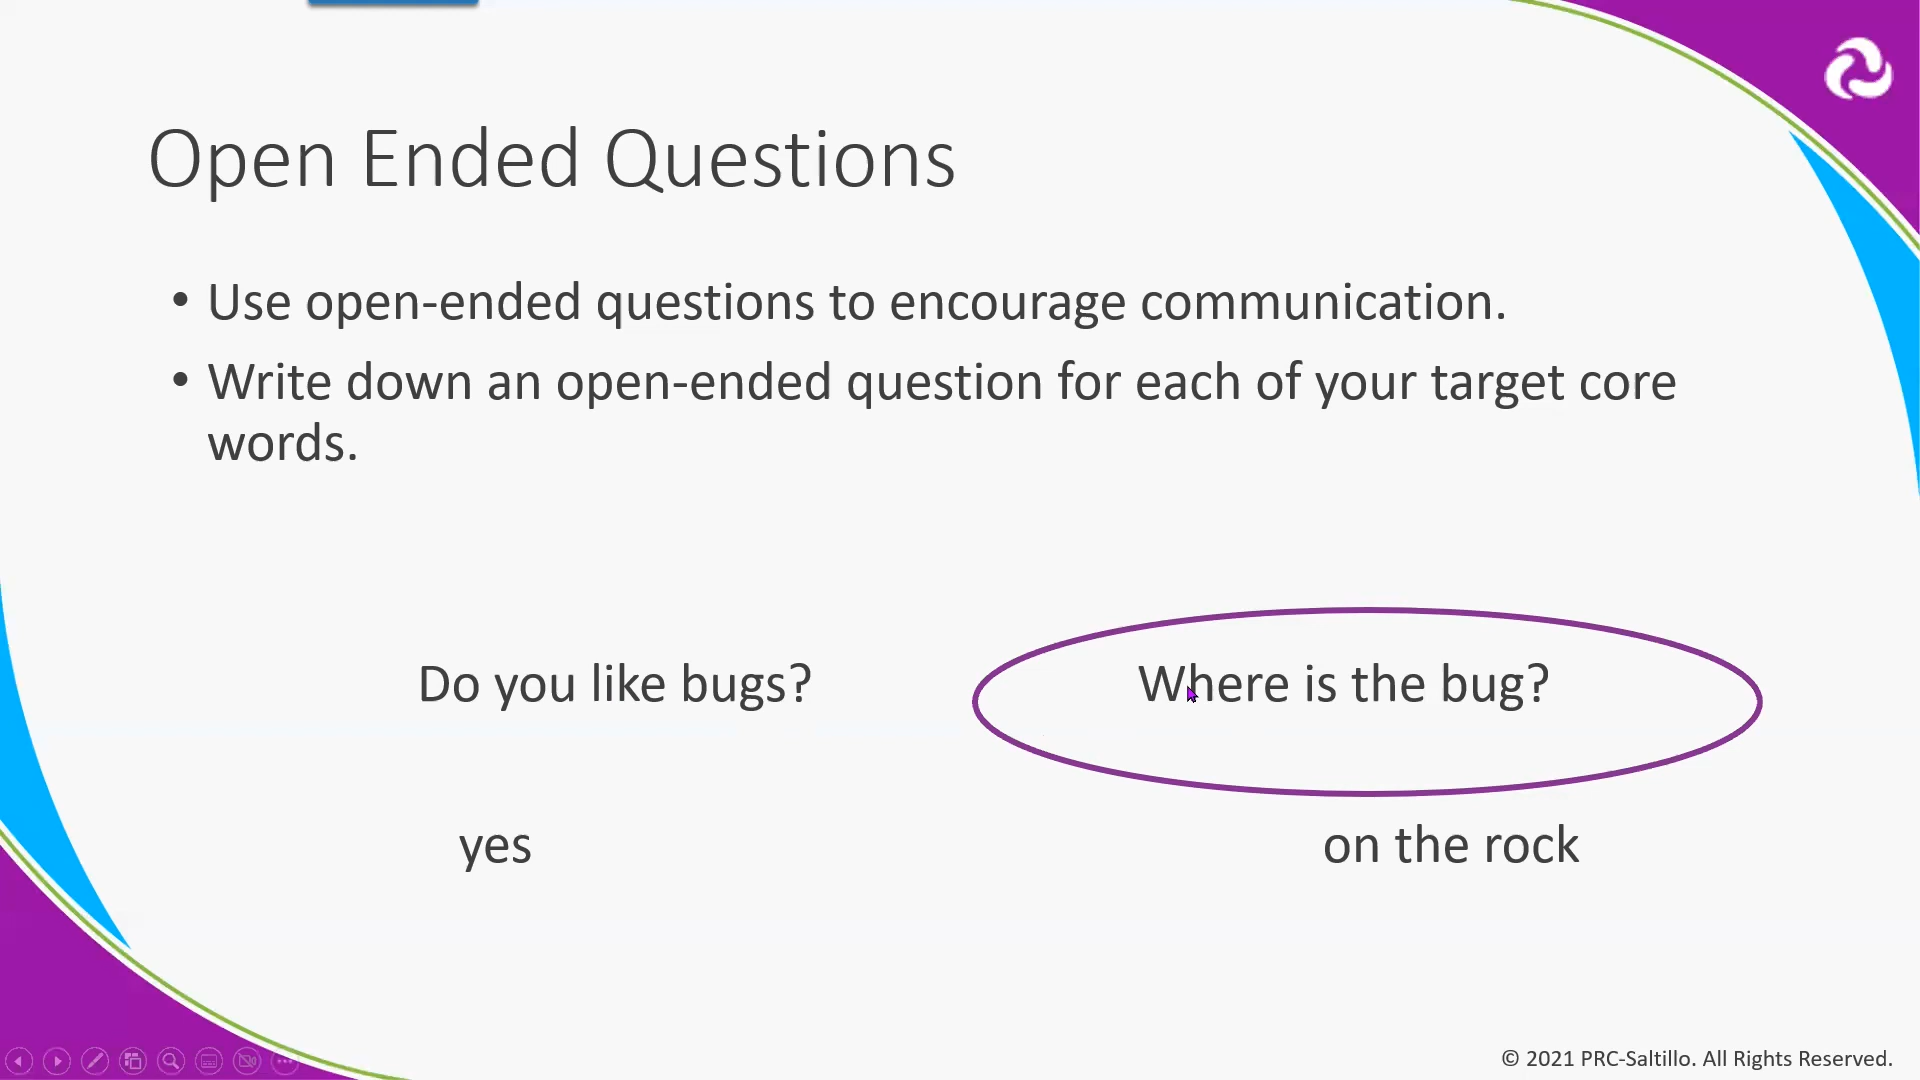 Open Ended Questions
• Use open-ended questions to encourage communication.
• Write down an open-ended question for each of your target core
words.
Do you like bugs?
Where is the bug?
yes
on the rock
© 2021 PRC-Saltillo. All Rights Reserved.